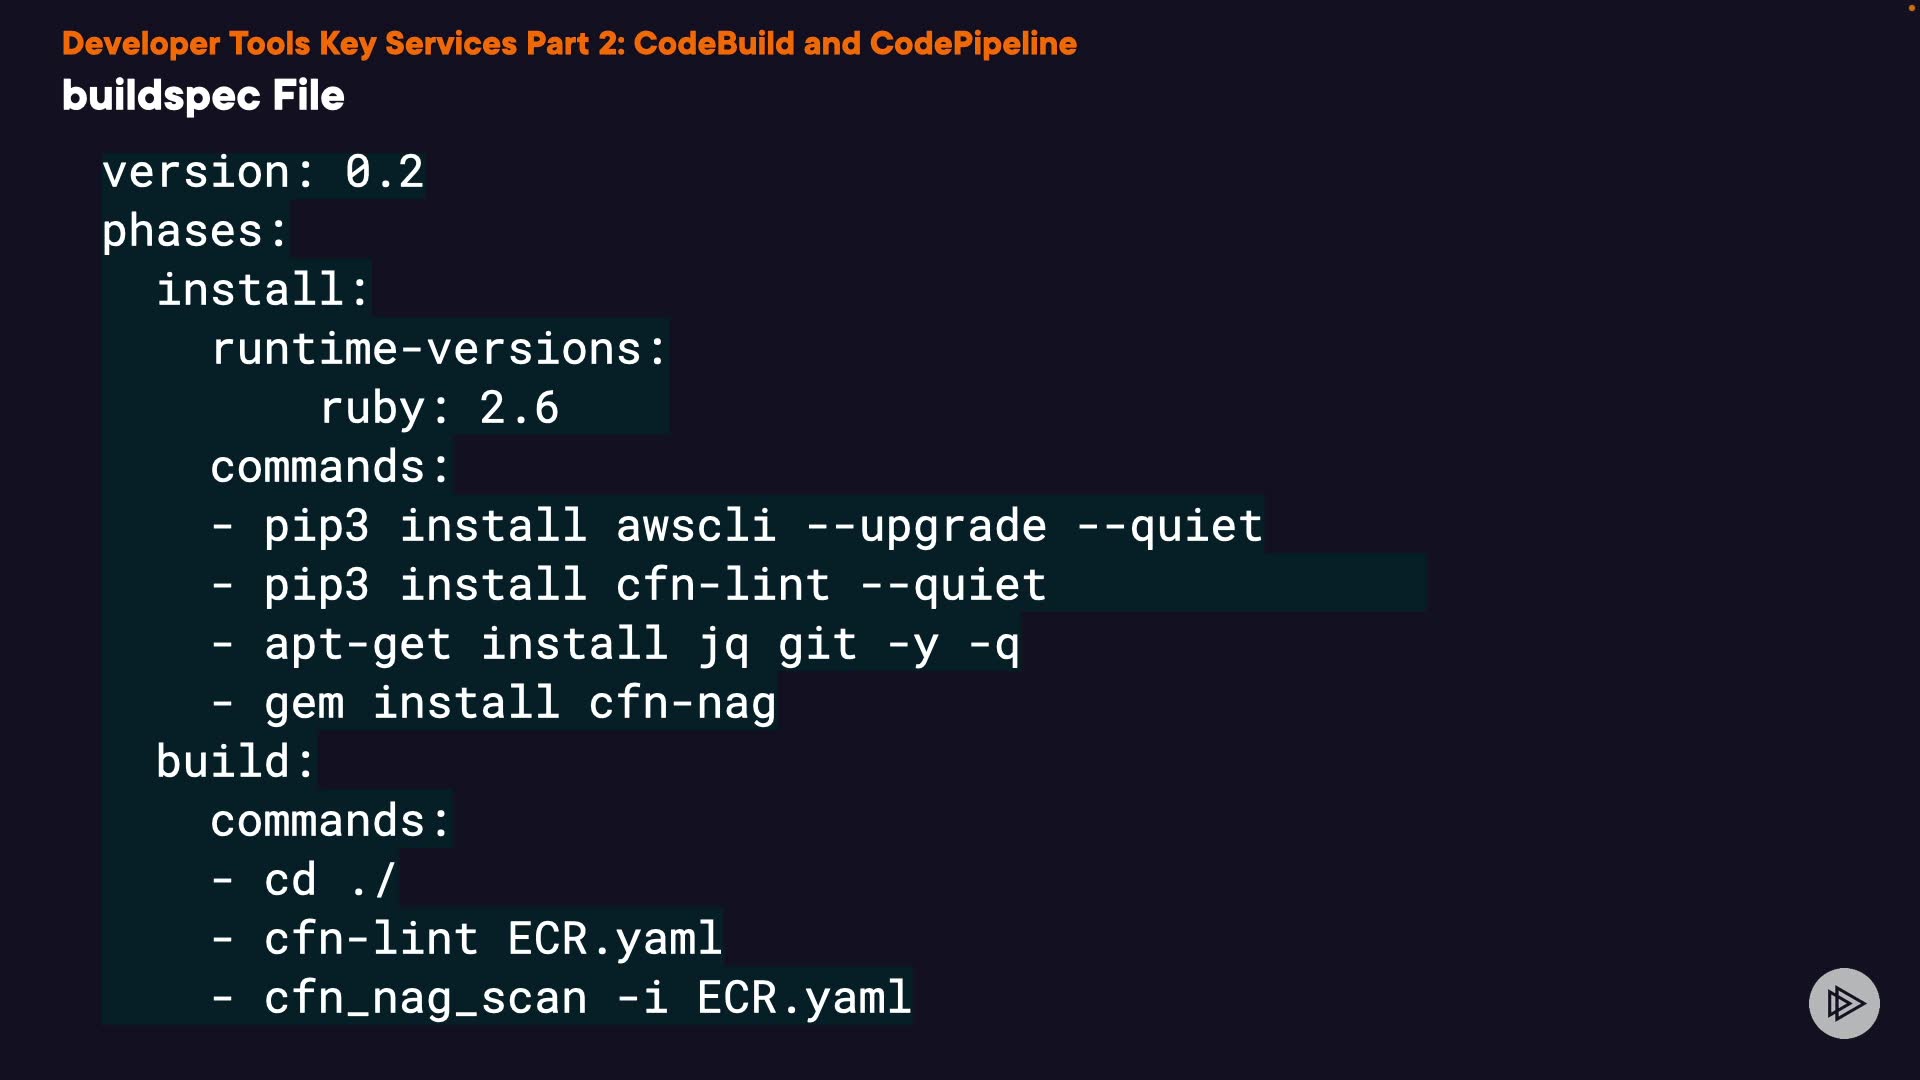 Developer Tools Key Services Part 2: CodeBuild and CodePipeline
buildspec File
version: 0.2
phases:
  install:
    runtime-versions:
        ruby: 2.6
    commands:
    - pip3 install awscli --upgrade --quiet
    - pip3 install cfn-lint --quiet
    - apt-get install jq git -y -q
    - gem install cfn-nag
  build:
    commands:
    - cd ./
    - cfn-lint ECR.yaml
    - cfn_nag_scan -i ECR.yaml